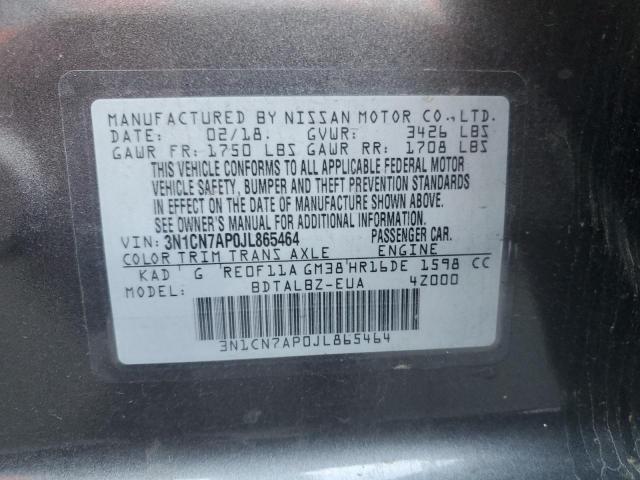 MANUFACTURED BY NISSAN MOTOR CO.,LTD.
DATE: 02/18. GVWR: 3426 LBS
GAWR FR: 1750 LBS GAWR RR: 1708 LBS
THIS VEHICLE CONFORMS TO ALL APPLICABLE FEDERAL MOTOR
VEHICLE SAFETY, BUMPER AND THEFT PREVENTION STANDARDS
IN EFFECT ON THE DATE OF MANUFACTURE SHOWN ABOVE.
SEE OWNER'S MANUAL FOR ADDITIONAL INFORMATION.
VIN: 3N1CN7AP0JL865464 PASSENGER CAR.
COLOR TRIM TRANS AXLE ENGINE
KAD G RE0F11A GM38 HR16DE 1598 CC
MODEL: BDTALBZ-EUA 4Z000
3N1CN7AP0JL865464